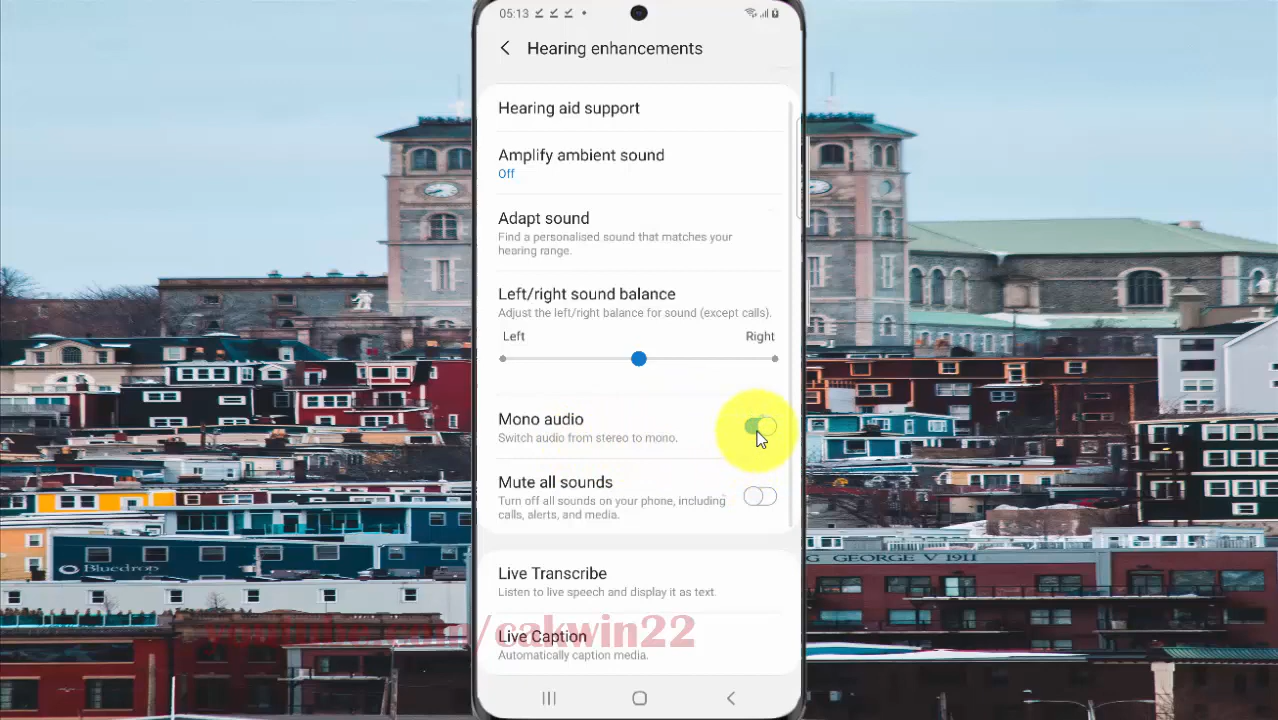 05:13
Hearing enhancements
Hearing aid support
Amplify ambient sound
Off
Adapt sound
Find a personalised sound that matches your
hearing range.
Left/right sound balance
Adjust the left/right balance for sound (except calls).
Left Right
Mono audio
Switch audio from stereo to mono.
Mute all sounds
Turn off all sounds on your phone, including
calls, alerts, and media.
GEORGE V 1911
Bluedrop
Live Transcribe
Listen to live speech and display it as text.
youtube.com/cakwin22
Live Caption
Automatically caption media.